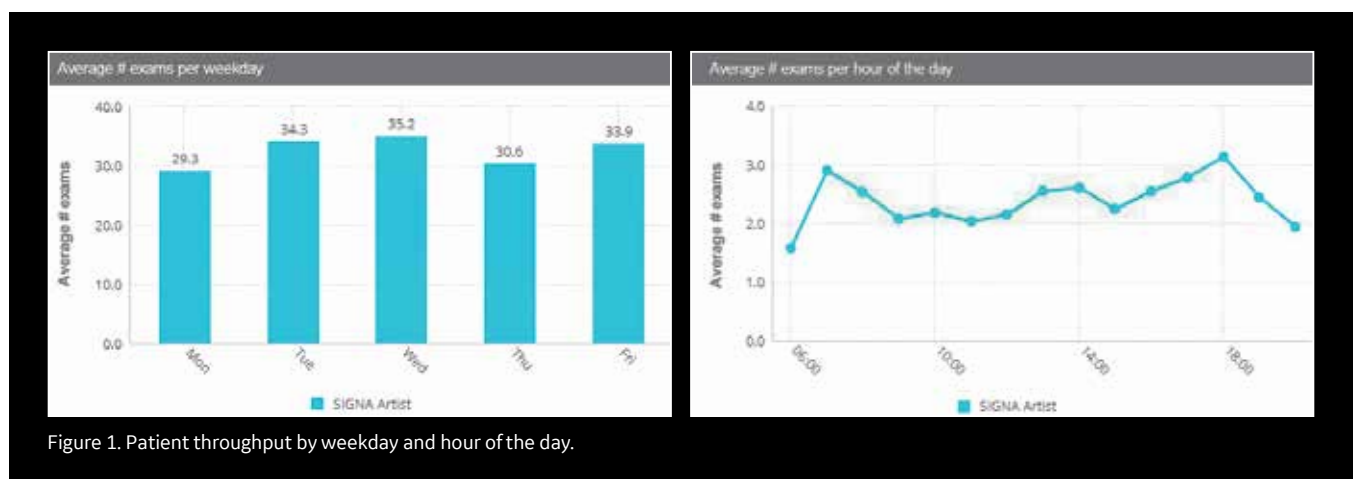 Average # exams per weekday
Average # exams
40.0
30.0
20.0
10.0
0.0
29.3
34.3
35.2
30.6
33.9
Mon
Tue
Wed
Thu
Fri
SIGNA Artist
Average # exams per hour of the day
Average # exams
4.0
3.0
2.0
1.0
0.0
06:00
10:00
14:00
18:00
SIGNA Artist
Figure 1. Patient throughput by weekday and hour of the day.